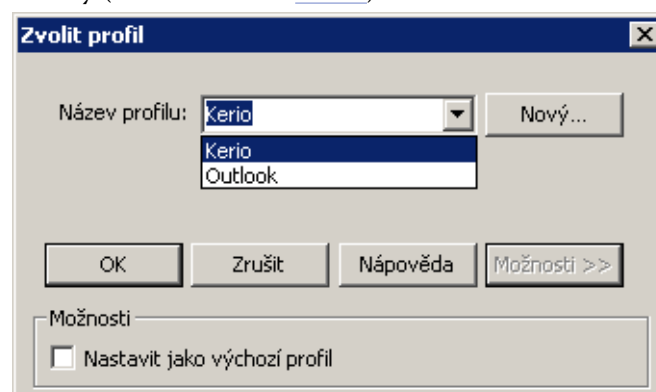 Zvolit profil
Název profilu: Kerio Nový...
Kerio
Outlook
OK Zrušit Nápověda Možnosti >>
Možnosti
Nastavit jako výchozí profil